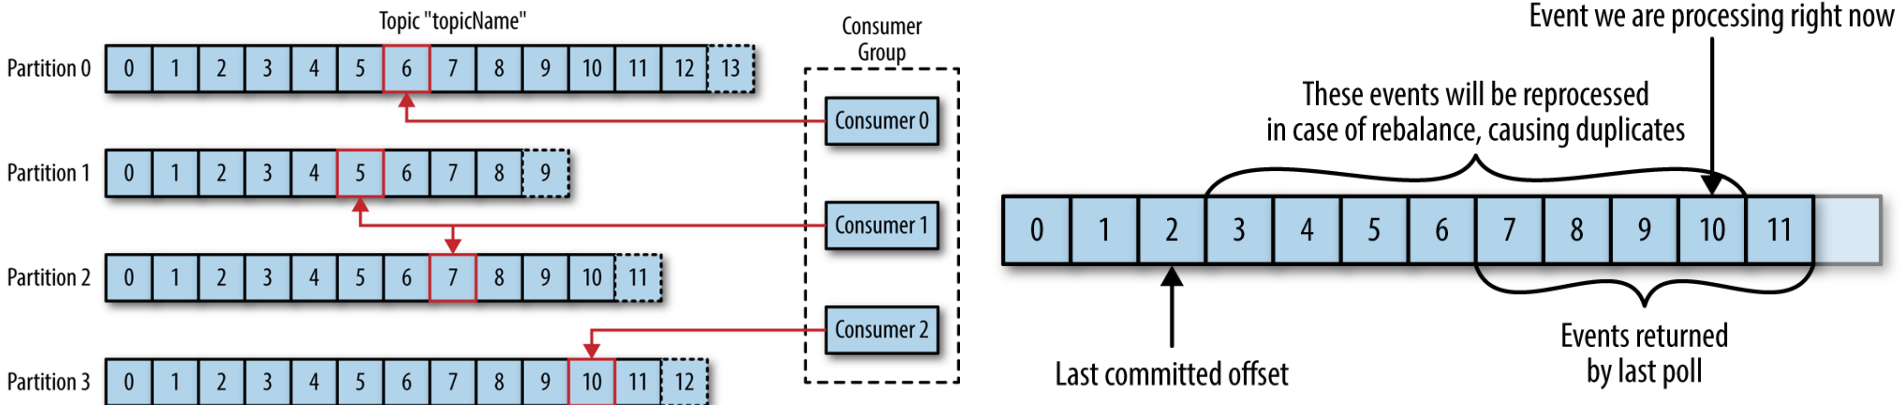 Topic "topicName"
Partition 0 0 1 2 3 4 5 6 7 8 9 10 11 12 13
Partition 1 0 1 2 3 4 5 6 7 8 9
Partition 2 0 1 2 3 4 5 6 7 8 9 10 11
Partition 3 0 1 2 3 4 5 6 7 8 9 10 11 12
Consumer
Group
Consumer 0
Consumer 1
Consumer 2
Event we are processing right now
These events will be reprocessed
in case of rebalance, causing duplicates
0 1 2 3 4 5 6 7 8 9 10 11
Last committed offset
Events returned
by last poll